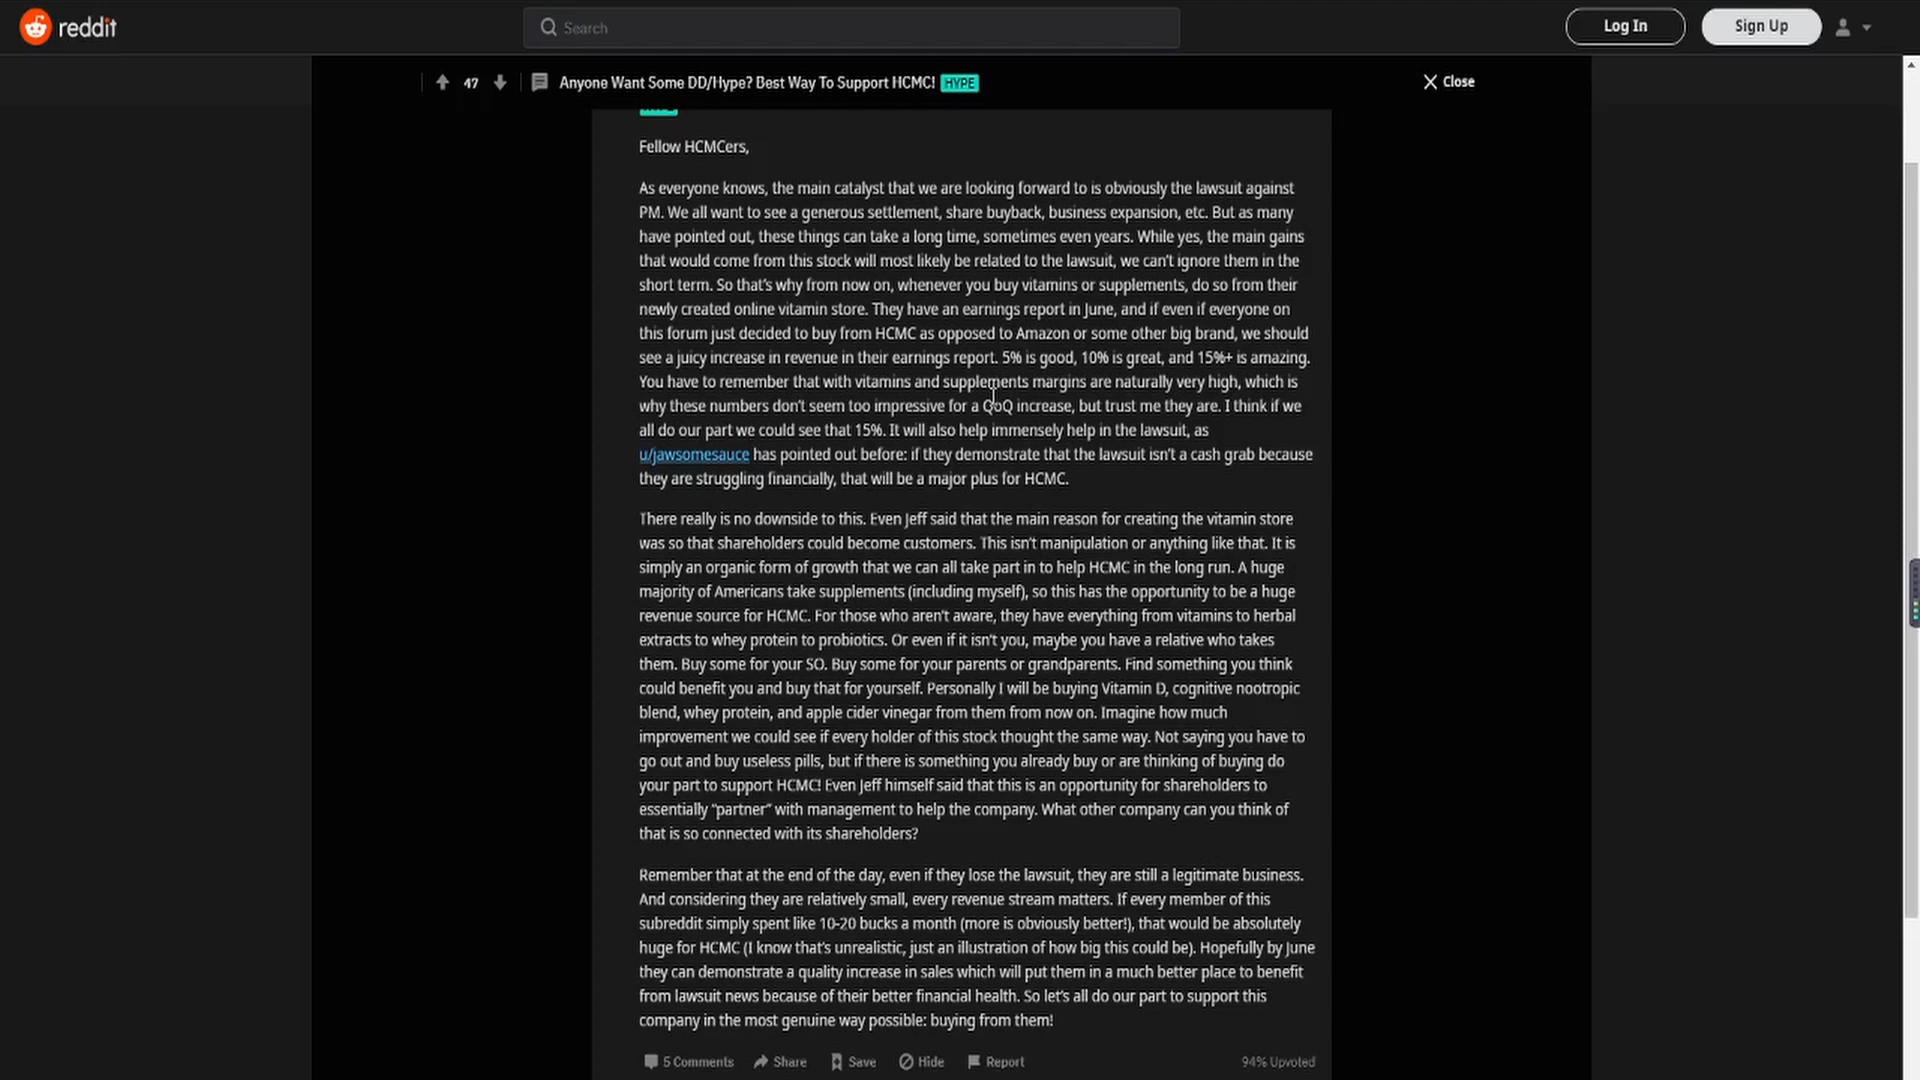 reddit
Search
Log In
Sign Up
47
Anyone Want Some DD/Hype? Best Way To Support HCMC! HYPE
Close
Fellow HCMCers,
As everyone knows, the main catalyst that we are looking forward to is obviously the lawsuit against
PM. We all want to see a generous settlement, share buyback, business expansion, etc. But as many
have pointed out, these things can take a long time, sometimes even years. While yes, the main gains
that would come from this stock will most likely be related to the lawsuit, we can't ignore them in the
short term. So that's why from now on, whenever you buy vitamins or supplements, do so from their
newly created online vitamin store. They have an earnings report in June, and if even if everyone on
this forum just decided to buy from HCMC as opposed to Amazon or some other big brand, we should
see a juicy increase in revenue in their earnings report. 5% is good, 10% is great, and 15%+ is amazing.
You have to remember that with vitamins and supplements margins are naturally very high, which is
why these numbers don't seem too impressive for a QoQ increase, but trust me they are. I think if we
all do our part we could see that 15%. It will also help immensely help in the lawsuit, as
u/jawsomesauce has pointed out before: if they demonstrate that the lawsuit isn't a cash grab because
they are struggling financially, that will be a major plus for HCMC.
There really is no downside to this. Even Jeff said that the main reason for creating the vitamin store
was so that shareholders could become customers. This isn't manipulation or anything like that. It is
simply an organic form of growth that we can all take part in to help HCMC in the long run. A huge
majority of Americans take supplements (including myself), so this has the opportunity to be a huge
revenue source for HCMC. For those who aren't aware, they have everything from vitamins to herbal
extracts to whey protein to probiotics. Or even if it isn't you, maybe you have a relative who takes
them. Buy some for your SO. Buy some for your parents or grandparents. Find something you think
could benefit you and buy that for yourself. Personally I will be buying Vitamin D, cognitive nootropic
blend, whey protein, and apple cider vinegar from them from now on. Imagine how much
improvement we could see if every holder of this stock thought the same way. Not saying you have to
go out and buy useless pills, but if there is something you already buy or are thinking of buying do
your part to support HCMC! Even Jeff himself said that this is an opportunity for shareholders to
essentially “partner” with management to help the company. What other company can you think of
that is so connected with its shareholders?
Remember that at the end of the day, even if they lose the lawsuit, they are still a legitimate business.
And considering they are relatively small, every revenue stream matters. If every member of this
subreddit simply spent like 10-20 bucks a month (more is obviously better!), that would be absolutely
huge for HCMC (I know that's unrealistic, just an illustration of how big this could be). Hopefully by June
they can demonstrate a quality increase in sales which will put them in a much better place to benefit
from lawsuit news because of their better financial health. So let's all do our part to support this
company in the most genuine way possible: buying from them!
5 Comments Share Save Hide Report 94% Upvoted